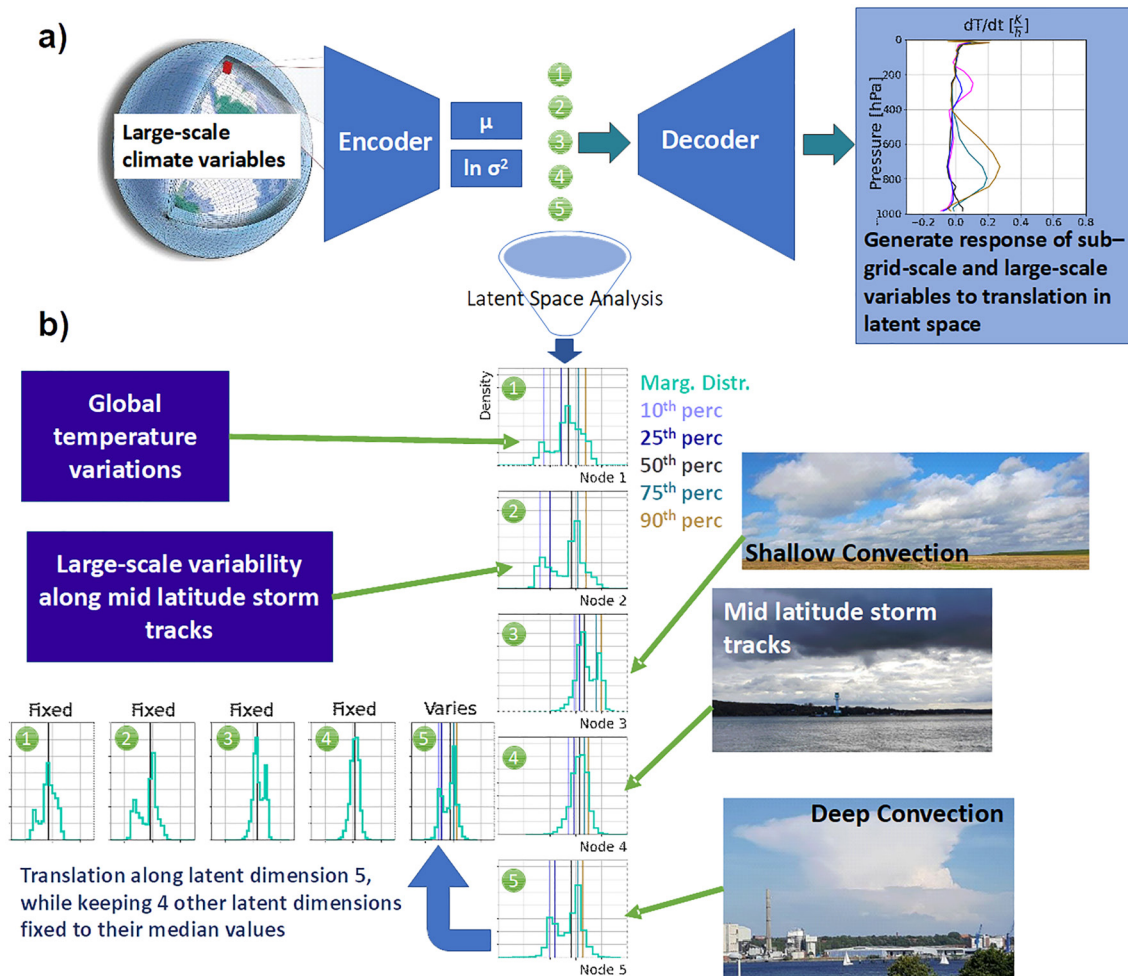 a)
Large-scale
climate variables
Encoder
μ
ln σ²
1
2
3
4
5
Decoder
dT/dt [K/h]
Pressure [hPa]
0
200
400
600
800
1000
−0.2 0.0 0.2 0.4 0.6 0.8
Generate response of sub–
grid-scale and large-scale
variables to translation in
latent space
Latent Space Analysis
b)
Global
temperature
variations
Large-scale variability
along mid latitude storm
tracks
Density
1
Node 1
2
Node 2
3
Node 3
4
Node 4
5
Node 5
Marg. Distr.
10th perc
25th perc
50th perc
75th perc
90th perc
Shallow Convection
Mid latitude storm
tracks
Deep Convection
Fixed Fixed Fixed Fixed Varies
1 2 3 4 5
Translation along latent dimension 5,
while keeping 4 other latent dimensions
fixed to their median values